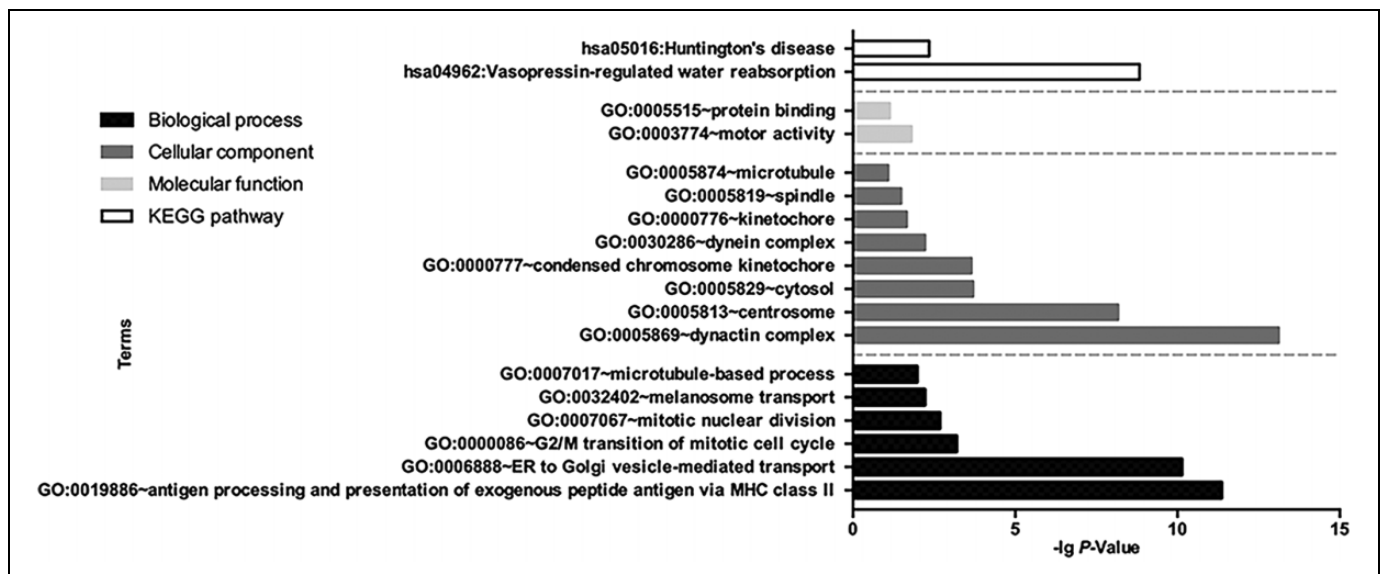 hsa05016:Huntington's disease
hsa04962:Vasopressin-regulated water reabsorption
GO:0005515~protein binding
GO:0003774~motor activity
GO:0005874~microtubule
GO:0005819~spindle
GO:0000776~kinetochore
GO:0030286~dynein complex
GO:0000777~condensed chromosome kinetochore
GO:0005829~cytosol
GO:0005813~centrosome
GO:0005869~dynactin complex
GO:0007017~microtubule-based process
GO:0032402~melanosome transport
GO:0007067~mitotic nuclear division
GO:0000086~G2/M transition of mitotic cell cycle
GO:0006888~ER to Golgi vesicle-mediated transport
GO:0019886~antigen processing and presentation of exogenous peptide antigen via MHC class II
Biological process
Cellular component
Molecular function
KEGG pathway
Terms
0 5 10 15
-lg P-Value